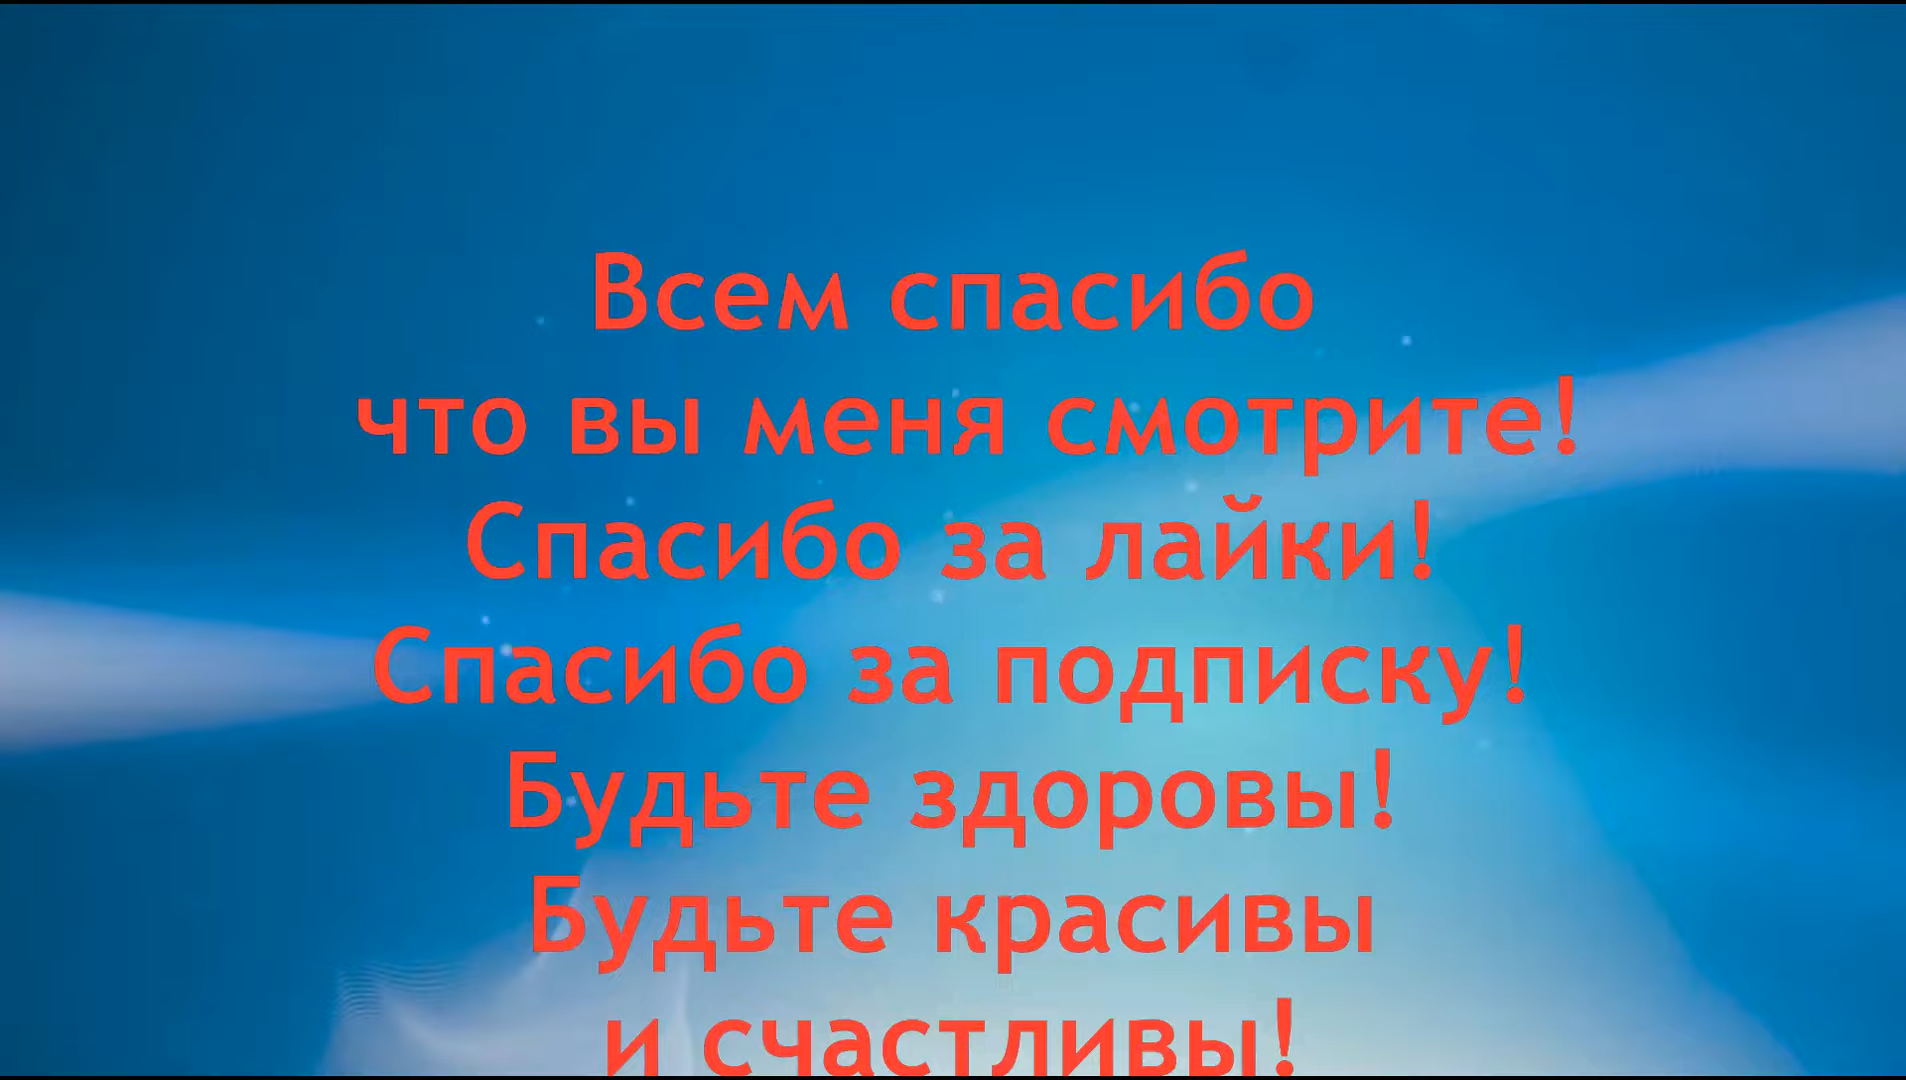 Всем спасибо
что вы меня смотрите!
Спасибо за лайки!
Спасибо за подписку!
Будьте здоровы!
Будьте красивы
и счастливы!